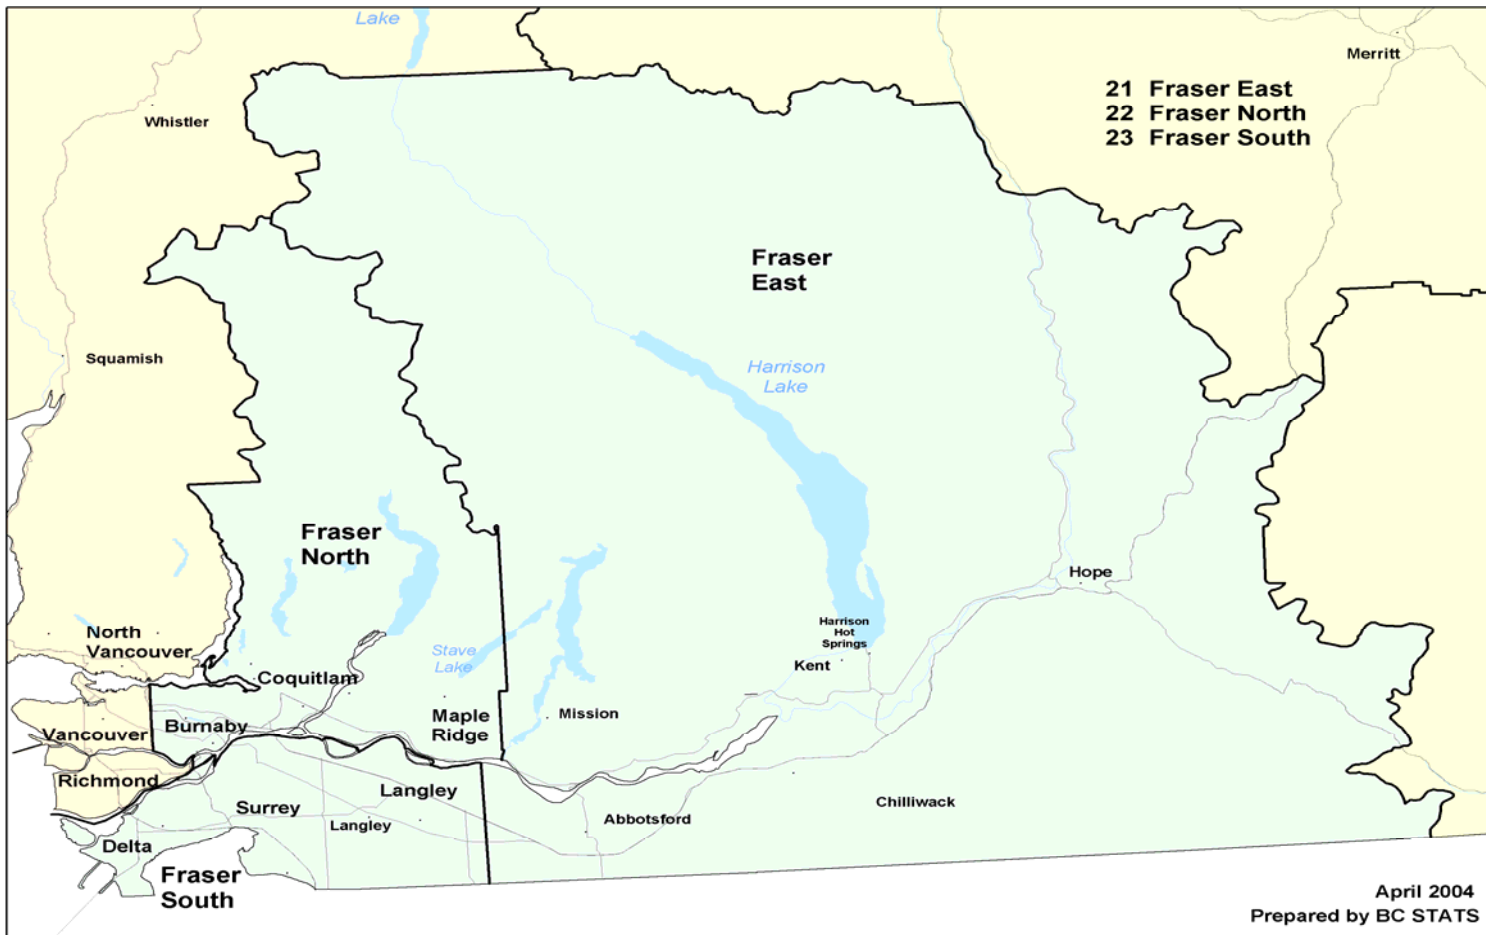 Lake
Merritt
21 Fraser East
22 Fraser North
23 Fraser South
Whistler
Fraser
East
Squamish
Harrison
Lake
Fraser
North
Hope
Harrison
Hot
Springs
North
Vancouver
Stave
Lake
Kent
Coquitlam
Maple
Ridge
Mission
Burnaby
Vancouver
Richmond
Langley
Surrey
Langley
Abbotsford
Chilliwack
Delta
Fraser
South
April 2004
Prepared by BC STATS